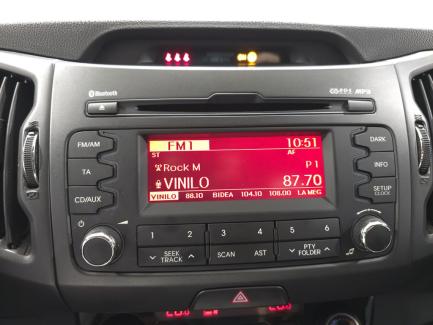 Bluetooth
MP3
FM1 10:51
ST AF
Rock M P 1
VINILO 87.70
VINILO 88.10 BIDEA 104.10 108.00 LA MEG
FM/AM
TA
CD/AUX
DARK
INFO
SETUP
CLOCK
1 2 3 4 5 6
SEEK
TRACK
SCAN
AST
PTY
FOLDER